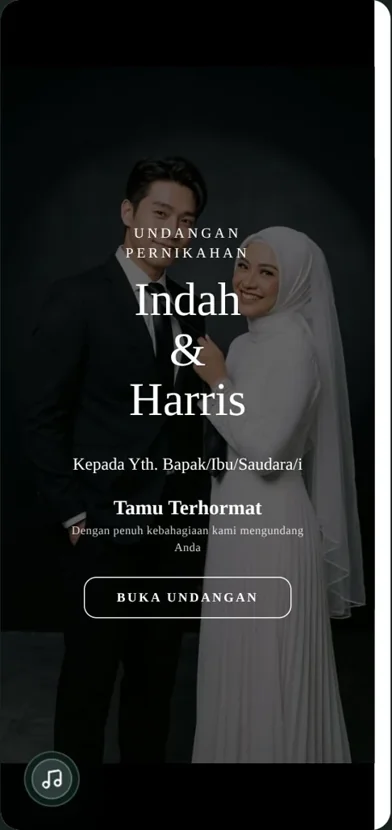 UNDANGAN
PERNIKAHAN
Indah
&
Harris
Kepada Yth. Bapak/Ibu/Saudara/i
Tamu Terhormat
Dengan penuh kebahagiaan kami mengundang
Anda
BUKA UNDANGAN